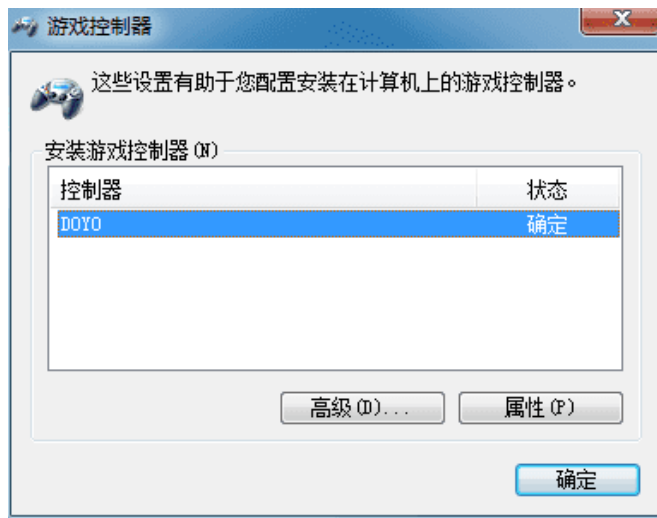 游戏控制器
这些设置有助于您配置安装在计算机上的游戏控制器。
安装游戏控制器(N)
控制器 状态
DOYO 确定
高级(D)... 属性(P)
确定